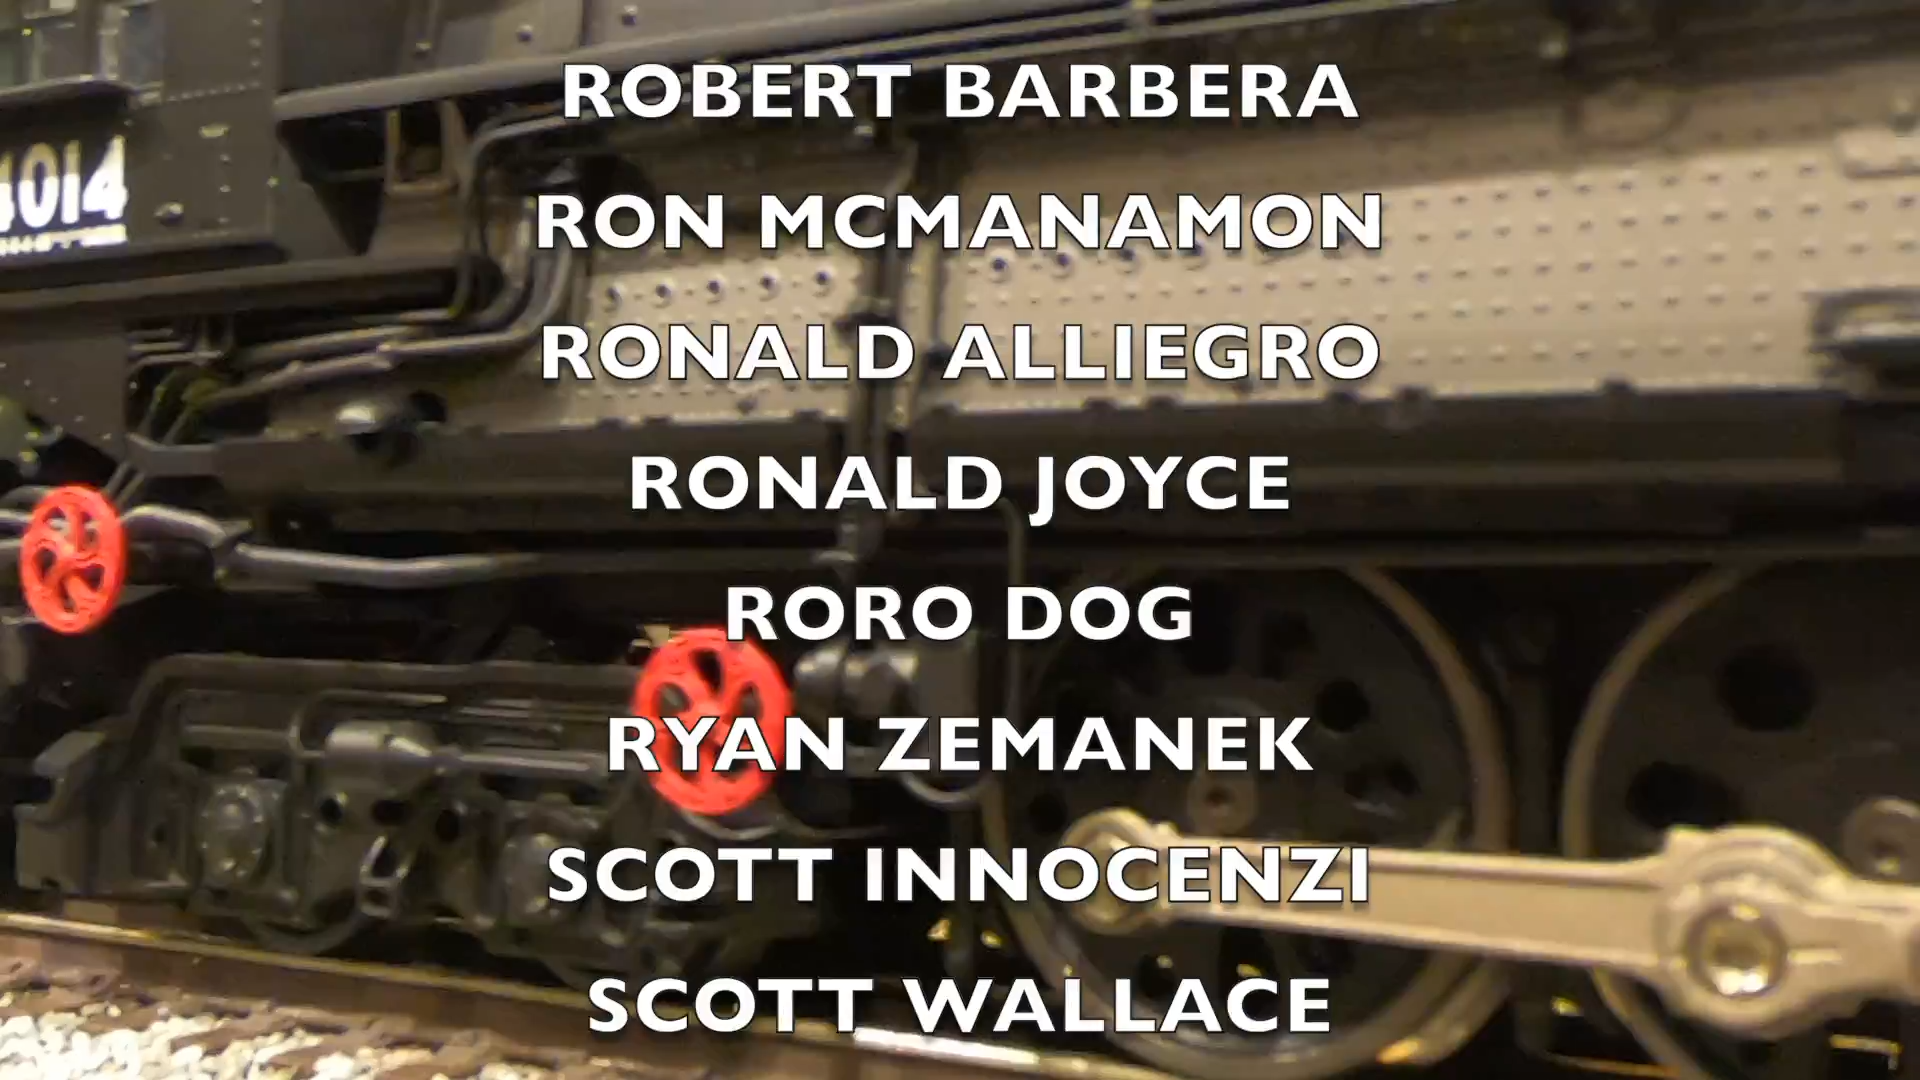 4014
ROBERT BARBERA
RON MCMANAMON
RONALD ALLIEGRO
RONALD JOYCE
RORO DOG
RYAN ZEMANEK
SCOTT INNOCENZI
SCOTT WALLACE